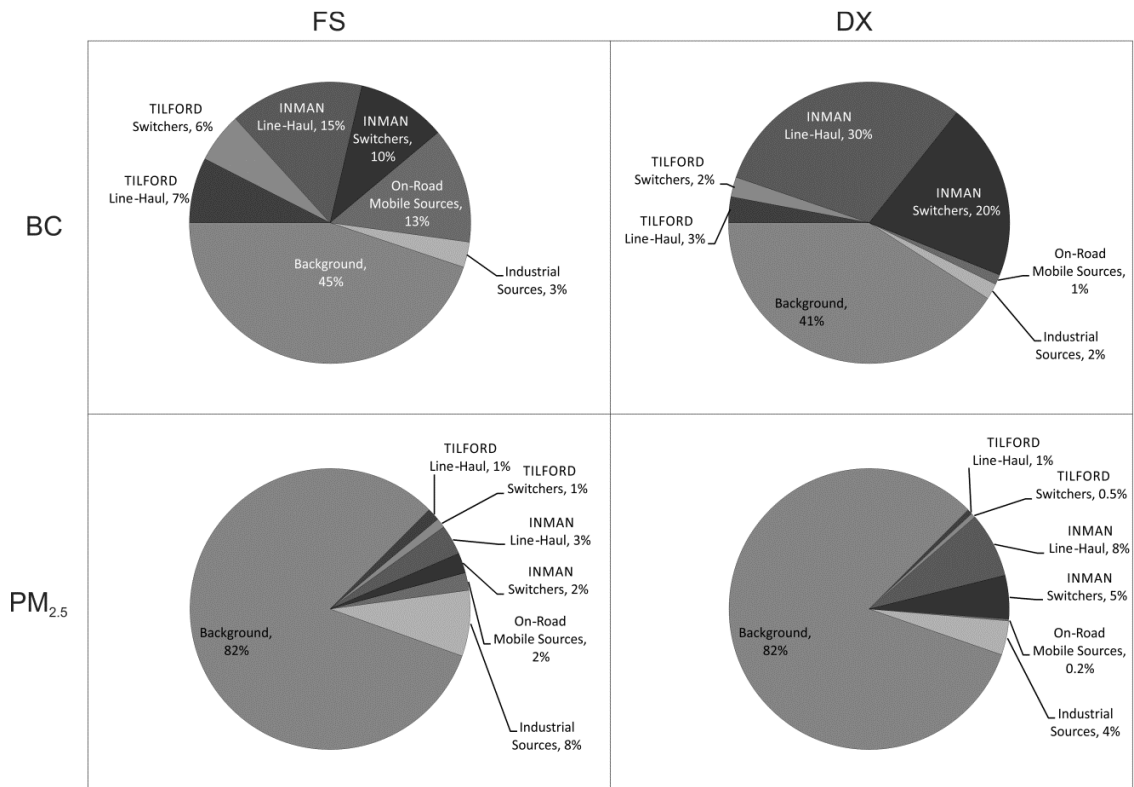 FS
DX
BC
TILFORD
Switchers, 6%
INMAN
Line-Haul, 15%
INMAN
Switchers,
10%
TILFORD
Line-Haul, 7%
On-Road
Mobile Sources,
13%
Background,
45%
Industrial
Sources, 3%
INMAN
Line-Haul, 30%
TILFORD
Switchers, 2%
INMAN
Switchers, 20%
TILFORD
Line-Haul, 3%
On-Road
Mobile Sources,
1%
Background,
41%
Industrial
Sources, 2%
PM2.5
TILFORD
Line-Haul, 1%
TILFORD
Switchers, 1%
INMAN
Line-Haul, 3%
INMAN
Switchers, 2%
On-Road
Mobile Sources,
2%
Background,
82%
Industrial
Sources, 8%
TILFORD
Line-Haul, 1%
TILFORD
Switchers, 0.5%
INMAN
Line-Haul, 8%
INMAN
Switchers, 5%
On-Road
Mobile Sources,
0.2%
Background,
82%
Industrial
Sources, 4%